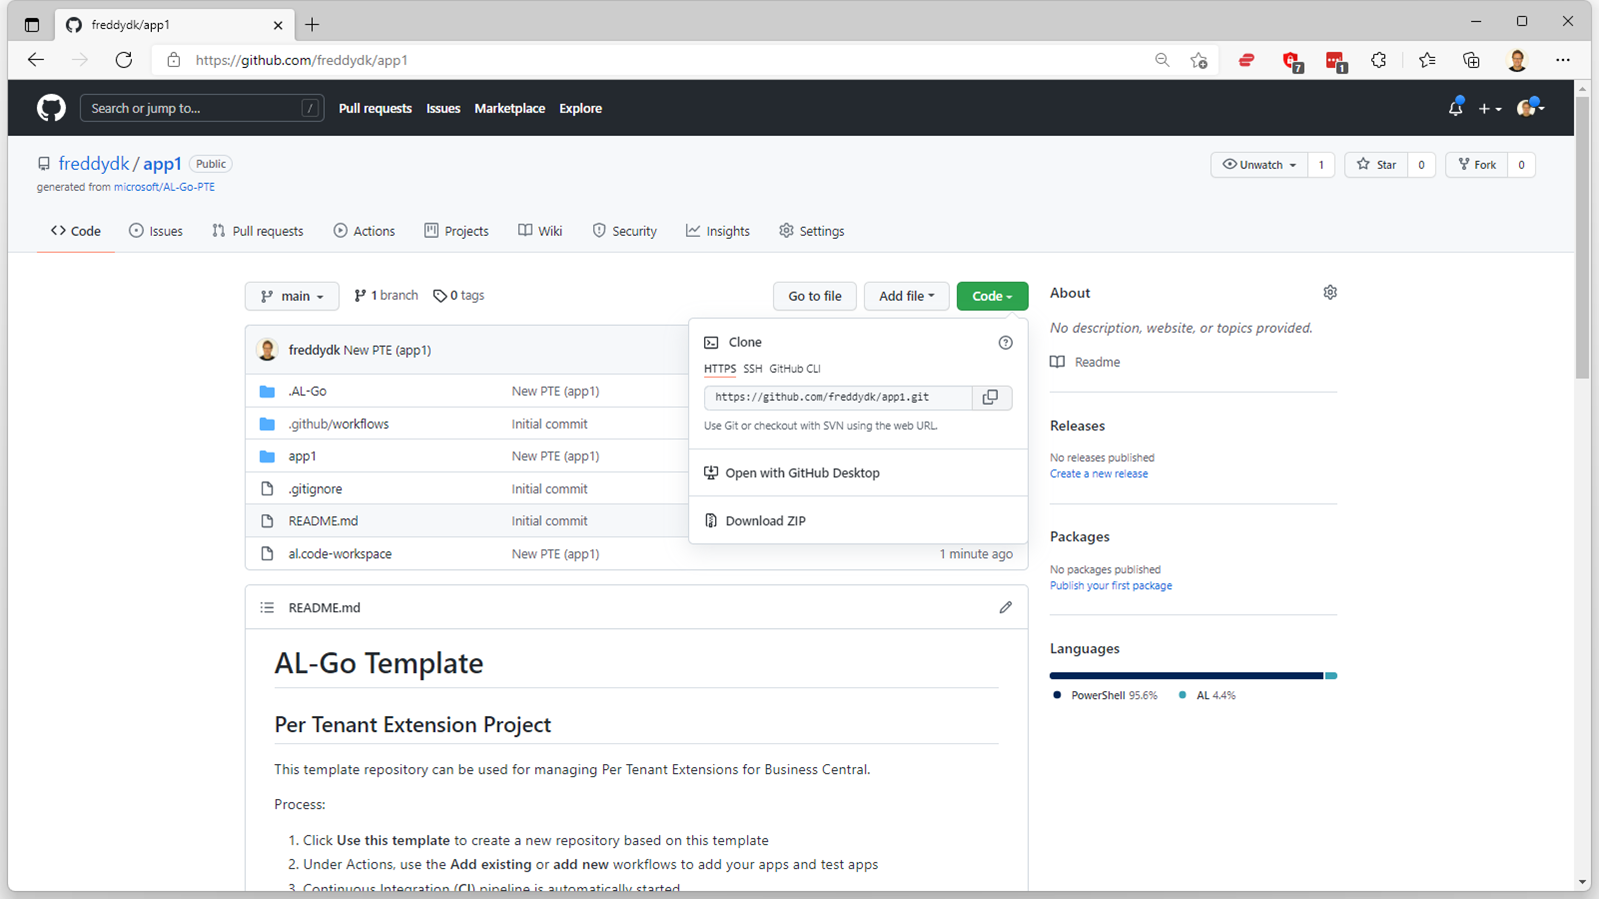 freddydk/app1
https://github.com/freddydk/app1
7
1
Search or jump to...
/
Pull requests
Issues
Marketplace
Explore
freddydk / app1 Public
generated from microsoft/AL-Go-PTE
Unwatch 1
Star 0
Fork 0
Code
Issues
Pull requests
Actions
Projects
Wiki
Security
Insights
Settings
main
1 branch
0 tags
Go to file
Add file
Code
freddydk New PTE (app1)
.AL-Go New PTE (app1)
.github/workflows Initial commit
app1 New PTE (app1)
.gitignore Initial commit
README.md Initial commit
al.code-workspace New PTE (app1) 1 minute ago
Clone
HTTPS SSH GitHub CLI
https://github.com/freddydk/app1.git
Use Git or checkout with SVN using the web URL.
Open with GitHub Desktop
Download ZIP
README.md
AL-Go Template
Per Tenant Extension Project
This template repository can be used for managing Per Tenant Extensions for Business Central.
Process:
1. Click Use this template to create a new repository based on this template
2. Under Actions, use the Add existing or add new workflows to add your apps and test apps
3. Continuous Integration (CI) pipeline is automatically started
About
No description, website, or topics provided.
Readme
Releases
No releases published
Create a new release
Packages
No packages published
Publish your first package
Languages
PowerShell 95.6%
AL 4.4%